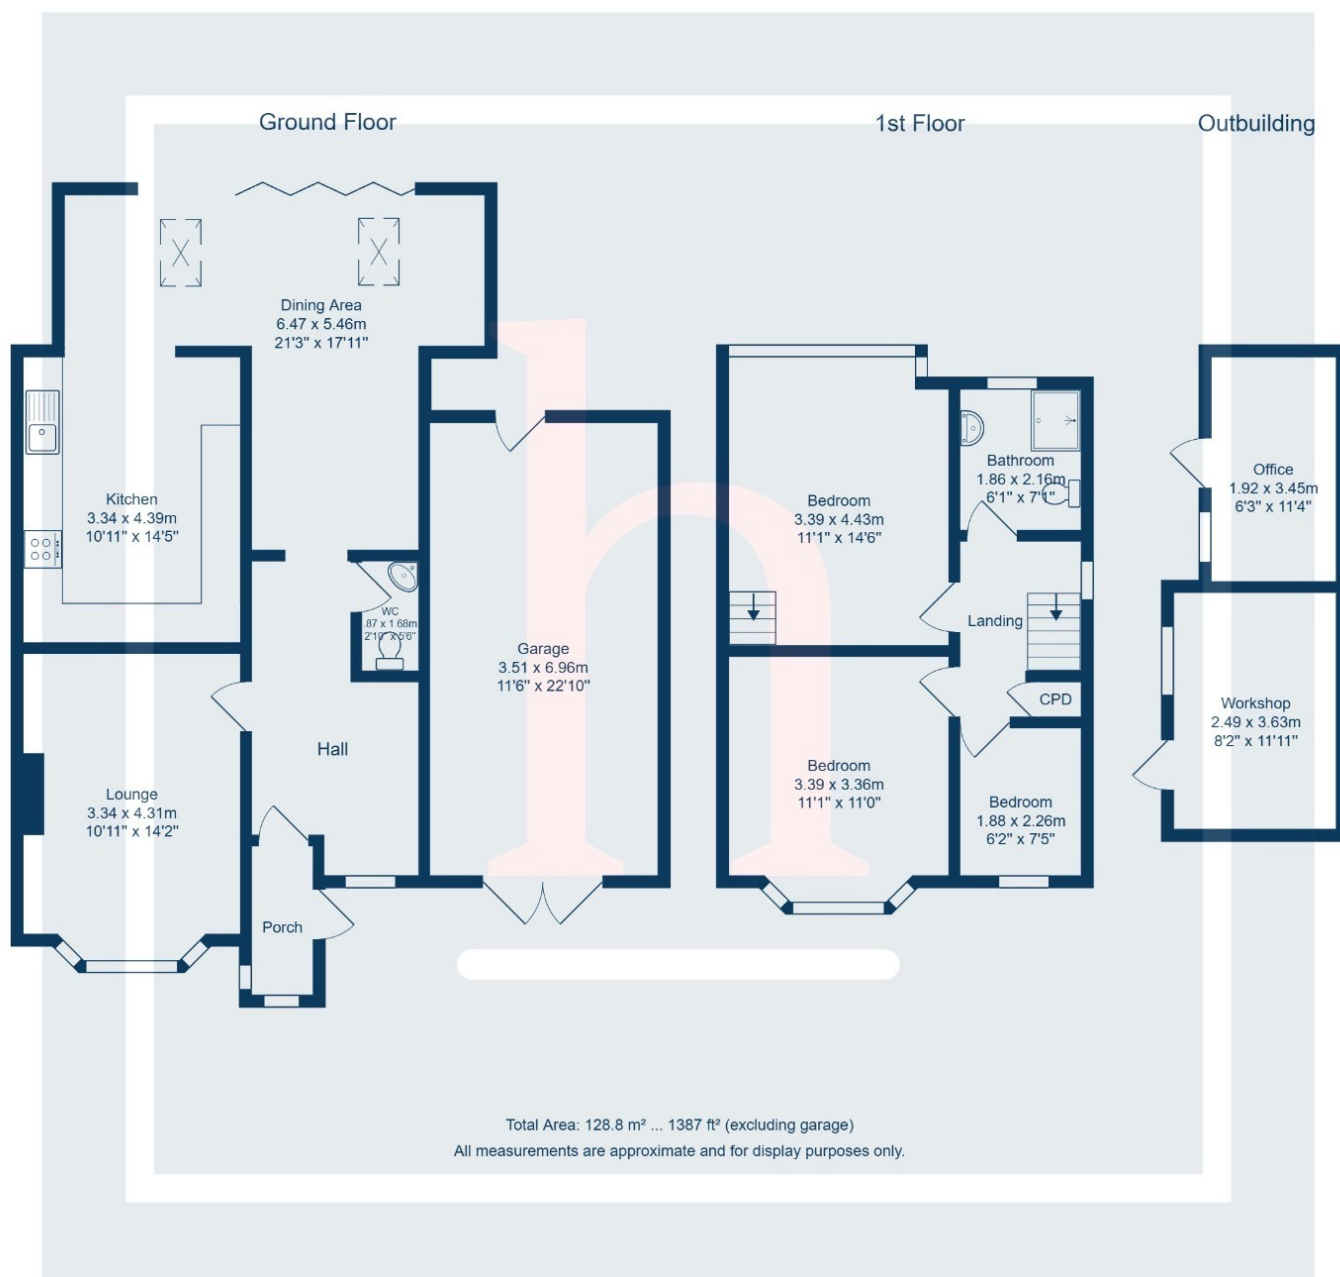 Ground Floor
1st Floor
Outbuilding
Dining Area
6.47 x 5.46m
21'3" x 17'11"
Kitchen
3.34 x 4.39m
10'11" x 14'5"
WC
.87 x 1.68m
2'10" x 5'6"
Garage
3.51 x 6.96m
11'6" x 22'10"
Hall
Lounge
3.34 x 4.31m
10'11" x 14'2"
Porch
Bedroom
3.39 x 4.43m
11'1" x 14'6"
Bathroom
1.86 x 2.16m
6'1" x 7'1"
Landing
CPD
Bedroom
3.39 x 3.36m
11'1" x 11'0"
Bedroom
1.88 x 2.26m
6'2" x 7'5"
Office
1.92 x 3.45m
6'3" x 11'4"
Workshop
2.49 x 3.63m
8'2" x 11'11"
h
Total Area: 128.8 m² ... 1387 ft² (excluding garage)
All measurements are approximate and for display purposes only.